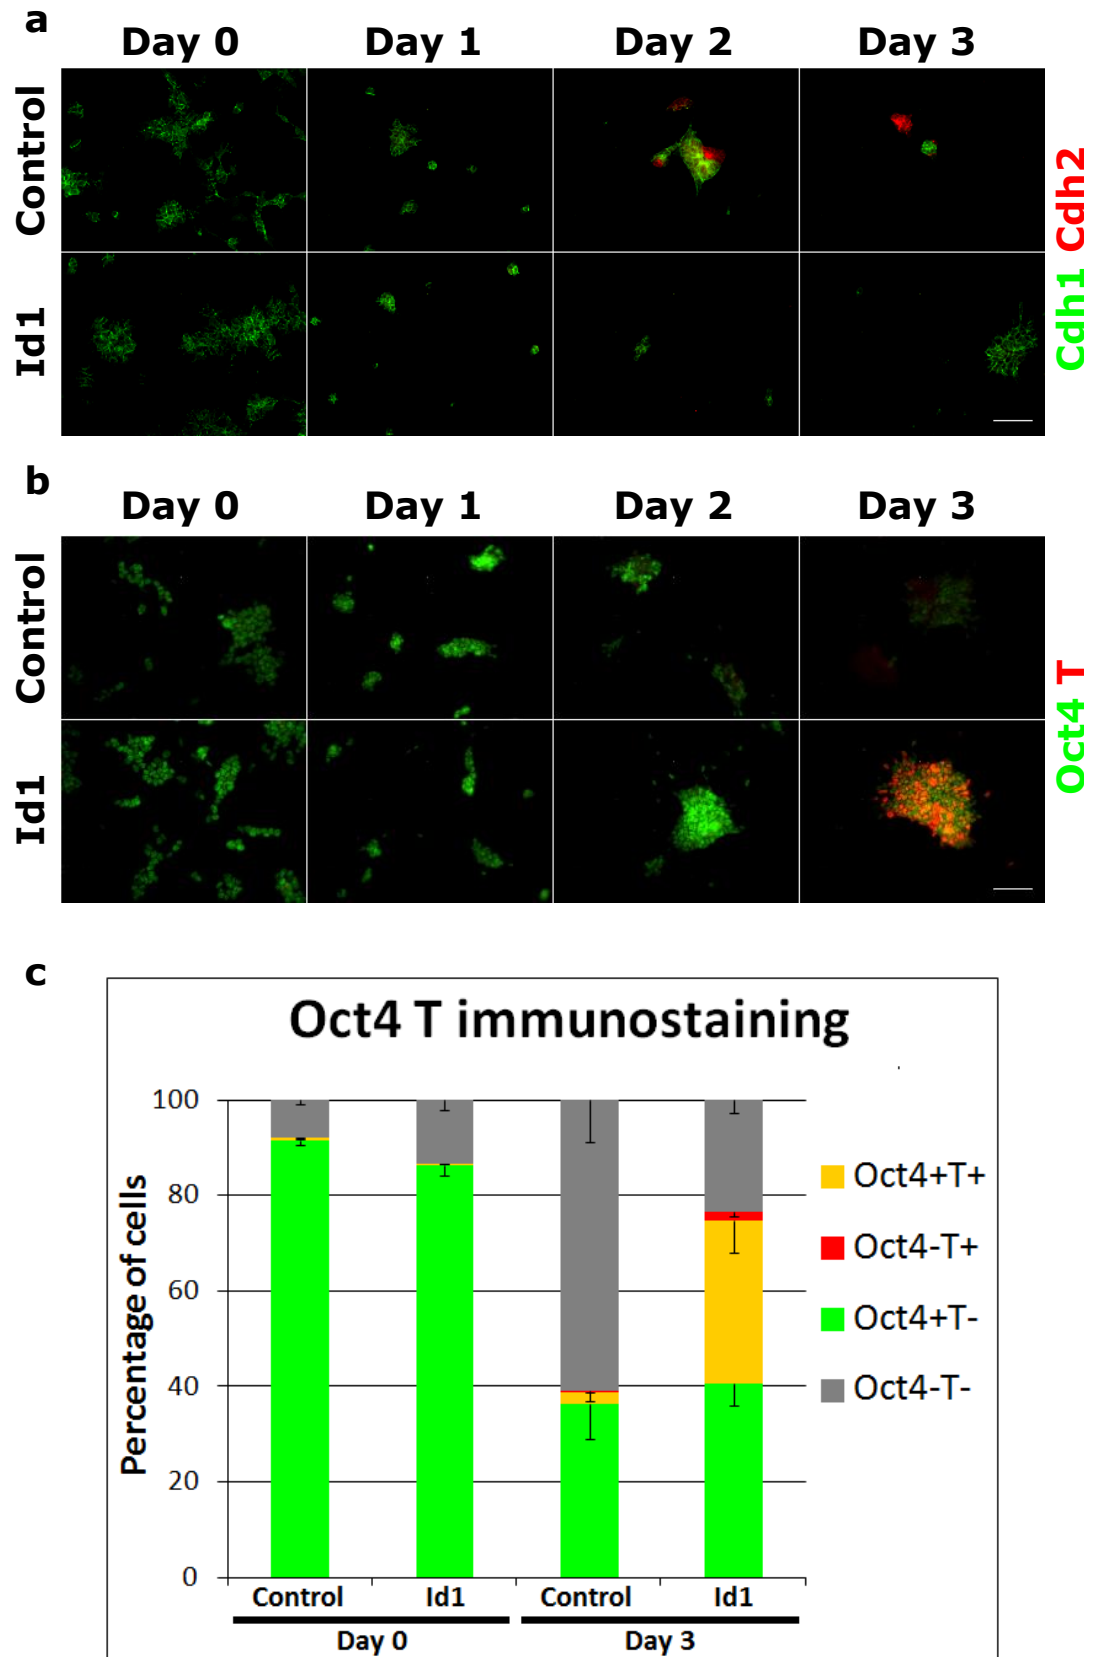 a
Day 0 Day 1 Day 2 Day 3
Control
Id1
Cdh1 Cdh2
b
Day 0 Day 1 Day 2 Day 3
Control
Id1
Oct4 T
c
Oct4 T immunostaining
Percentage of cells
100
80
60
40
20
0
Oct4+T+
Oct4-T+
Oct4+T-
Oct4-T-
Control Id1 Control Id1
Day 0 Day 3